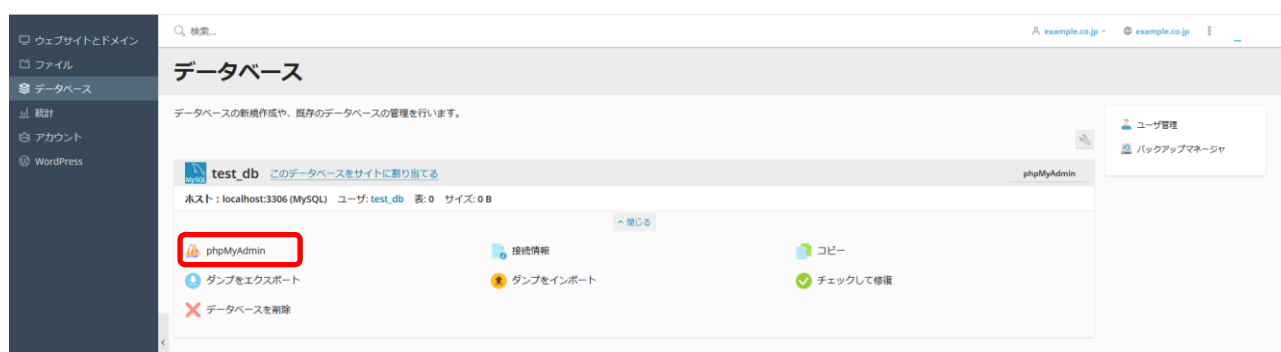 ウェブサイトとドメイン
ファイル
データベース
統計
アカウント
WordPress
検索...
example.co.jp
example.co.jp
データベース
データベースの新規作成や、既存のデータベースの管理を行います。
ユーザ管理
バックアップマネージャ
MySQL test_db このデータベースをサイトに割り当てる phpMyAdmin
ホスト：localhost:3306 (MySQL) ユーザ: test_db 表: 0 サイズ: 0 B
閉じる
phpMyAdmin 接続情報 コピー
ダンプをエクスポート ダンプをインポート チェックして修復
データベースを削除